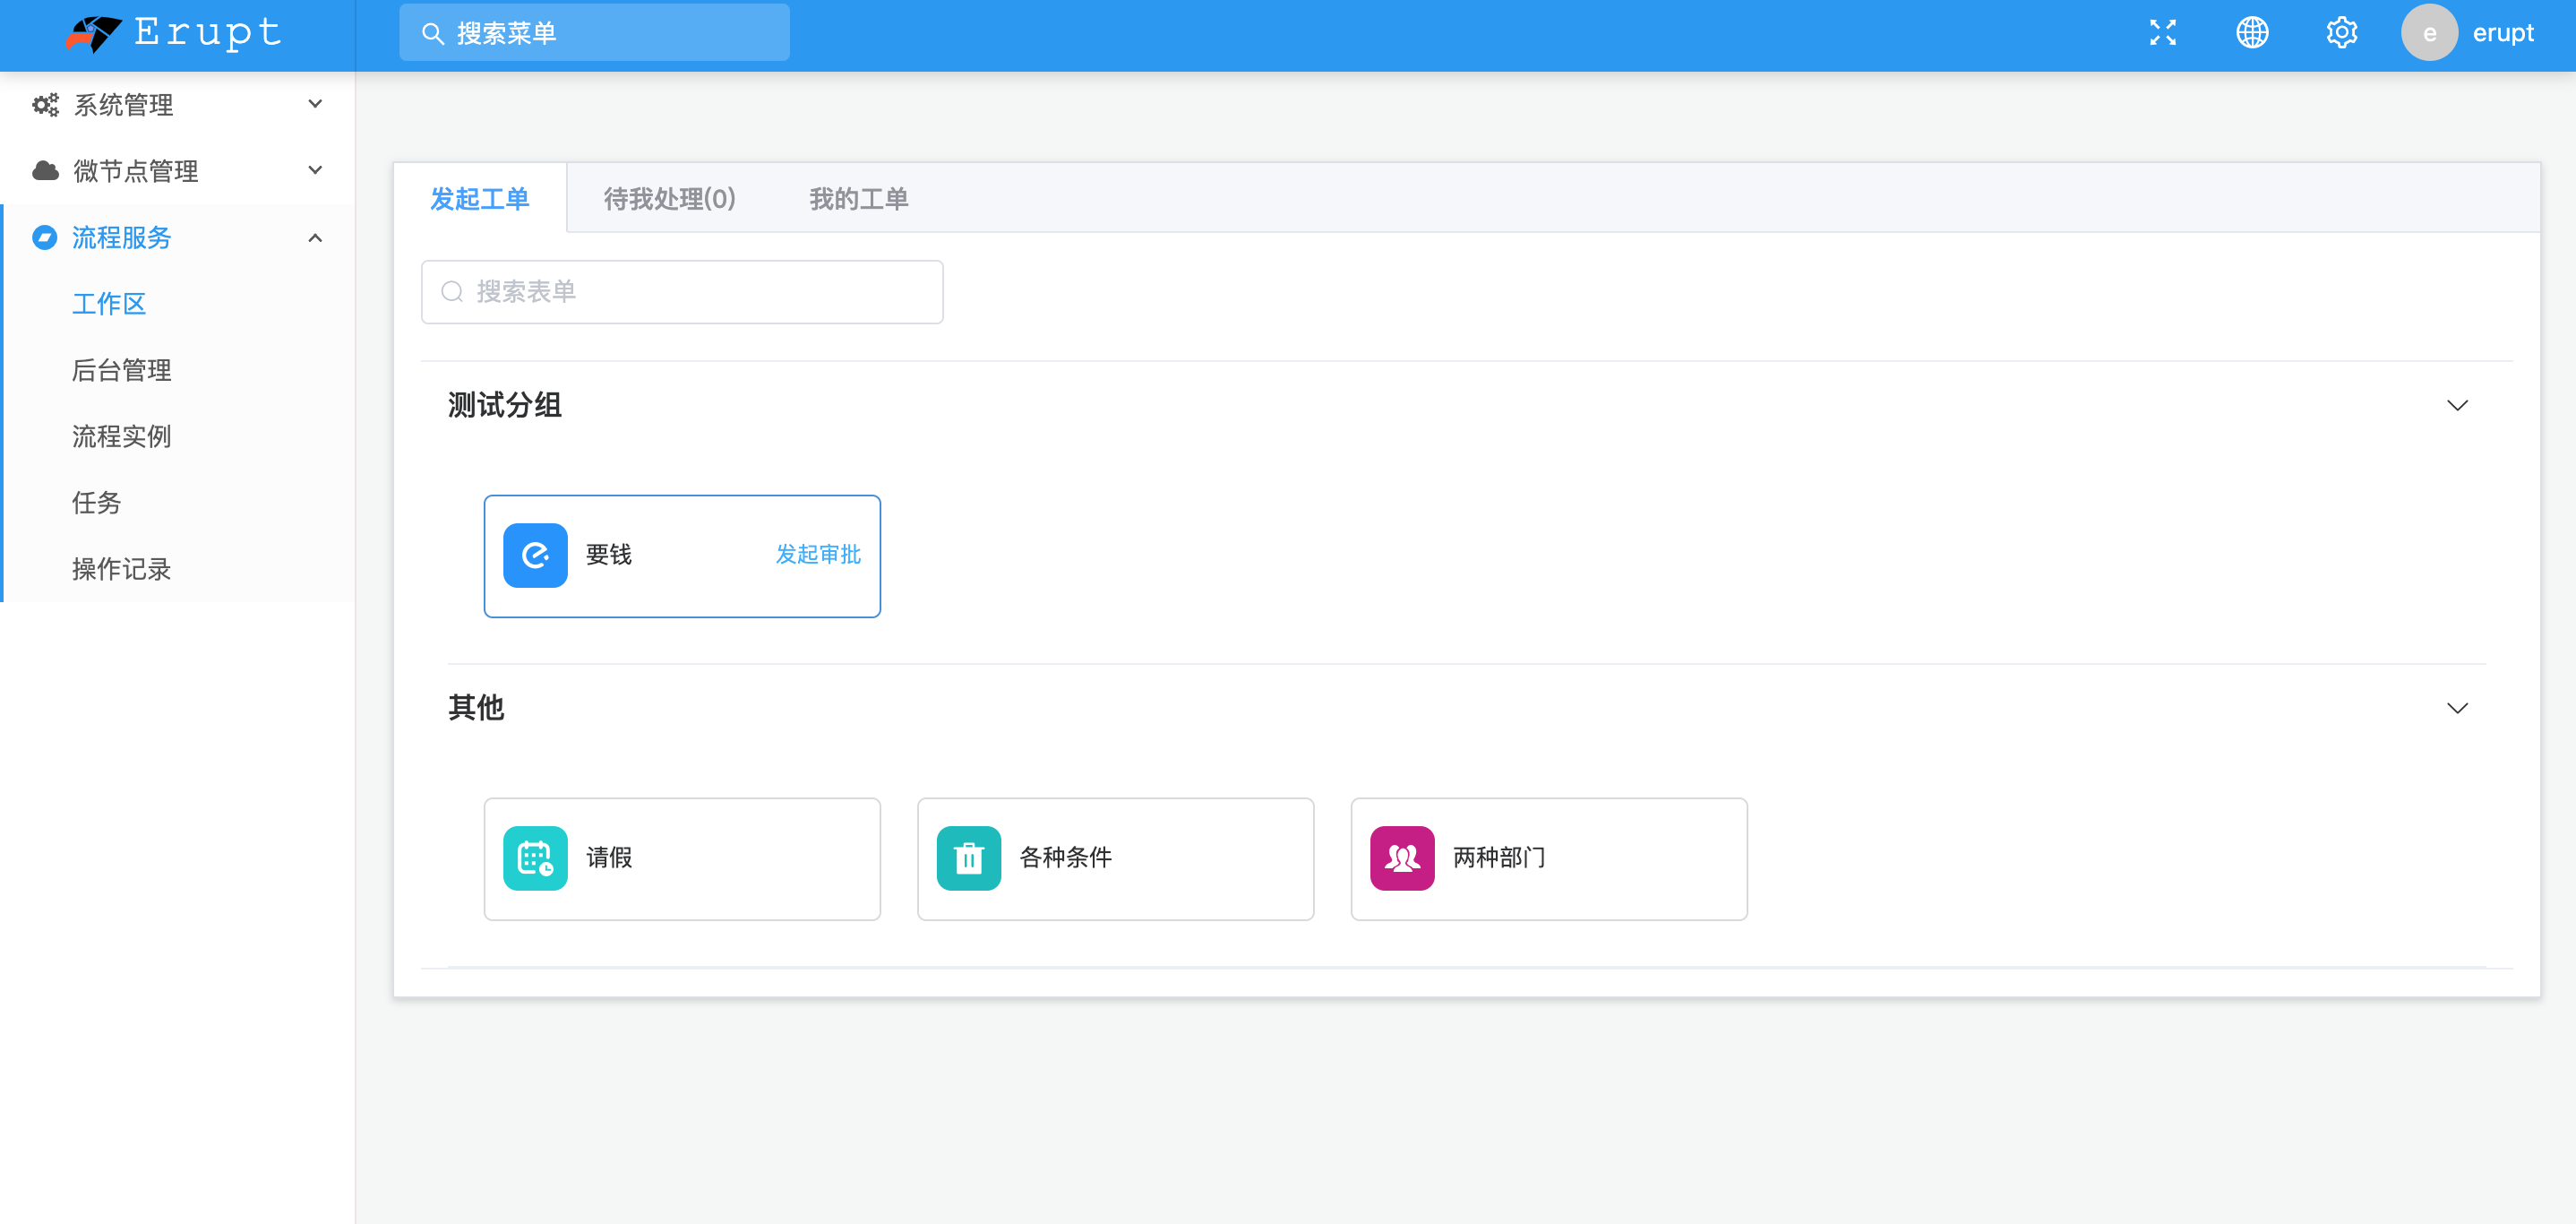 Erupt
搜索菜单
e
erupt
系统管理
微节点管理
流程服务
工作区
后台管理
流程实例
任务
操作记录
发起工单
待我处理(0)
我的工单
搜索表单
测试分组
要钱
发起审批
其他
请假
各种条件
两种部门